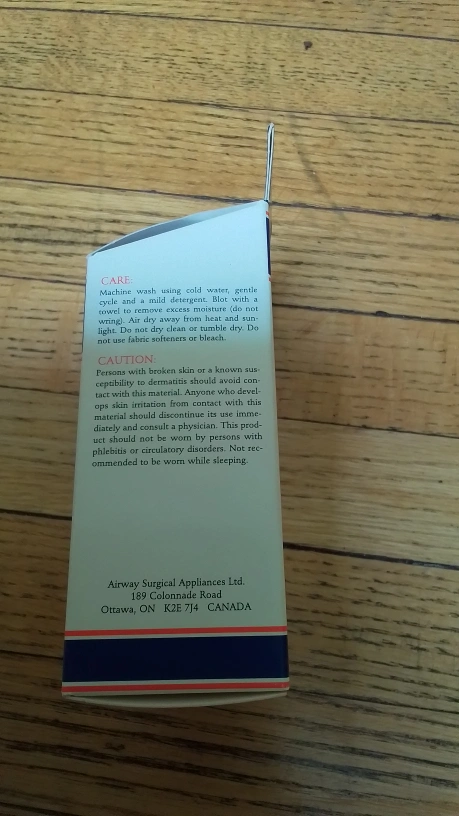 CARE:
Machine wash using cold water, gentle
cycle and a mild detergent. Blot with a
towel to remove excess moisture (do not
wring). Air dry away from heat and sun-
light. Do not dry clean or tumble dry. Do
not use fabric softeners or bleach.
CAUTION:
Persons with broken skin or a known sus-
ceptibility to dermatitis should avoid con-
tact with this material. Anyone who devel-
ops skin irritation from contact with this
material should discontinue its use imme-
diately and consult a physician. This prod-
uct should not be worn by persons with
phlebitis or circulatory disorders. Not rec-
ommended to be worn while sleeping.
Airway Surgical Appliances Ltd.
189 Colonnade Road
Ottawa, ON K2E 7J4 CANADA